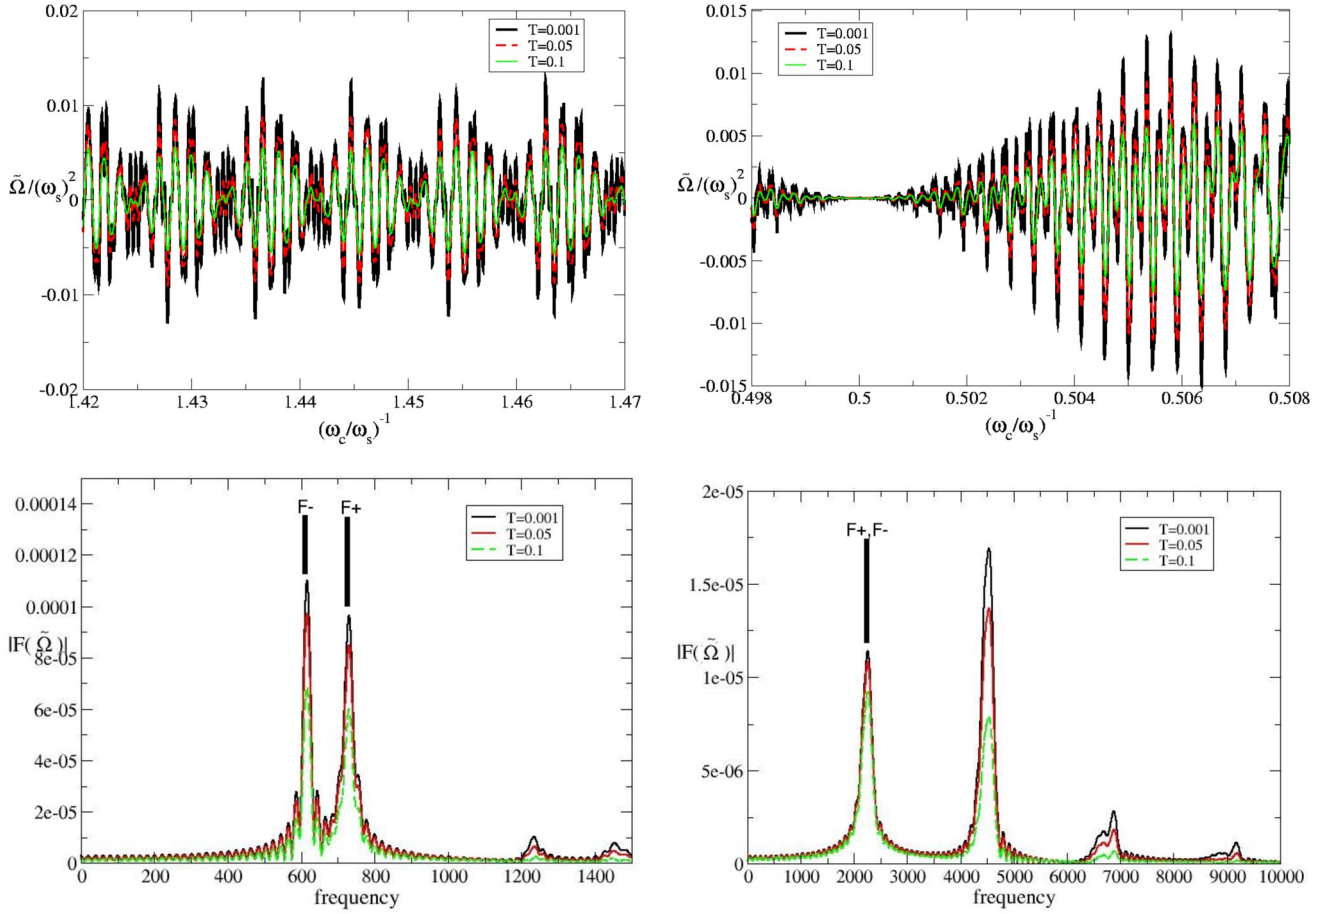 0.02
0.01
0
-0.01
-0.02
Ω̃/(ω_s)^2
T=0.001
T=0.05
T=0.1
1.42 1.43 1.44 1.45 1.46 1.47
(ω_c/ω_s)^-1
0.015
0.01
0.005
0
-0.005
-0.01
-0.015
Ω̃/(ω_s)^2
T=0.001
T=0.05
T=0.1
0.498 0.5 0.502 0.504 0.506 0.508
(ω_c/ω_s)^-1
0.00014
0.00012
0.0001
8e-05
6e-05
4e-05
2e-05
0
|F(Ω̃)|
F-
F+
T=0.001
T=0.05
T=0.1
0 200 400 600 800 1000 1200 1400
frequency
2e-05
1.5e-05
1e-05
5e-06
0
|F(Ω̃)|
F+,F-
T=0.001
T=0.05
T=0.1
0 1000 2000 3000 4000 5000 6000 7000 8000 9000 10000
frequency